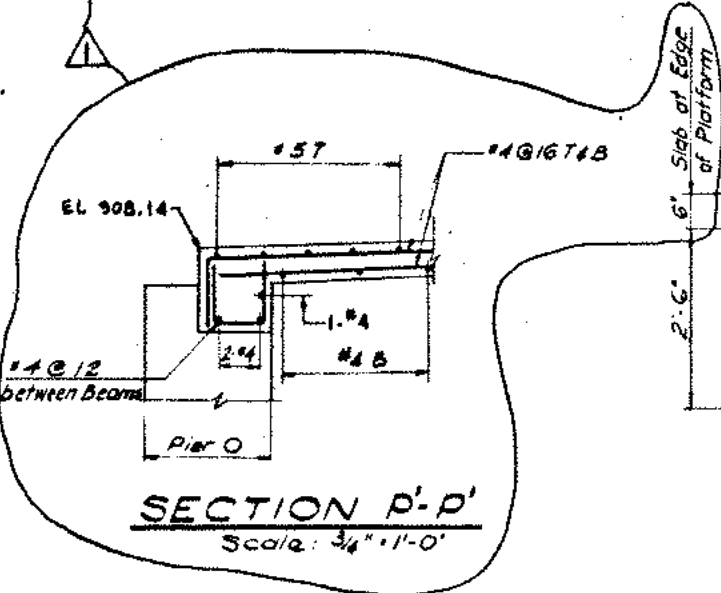 1
Slab at Edge
of Platform
6"
2'-6"
#5 T
#4@16 T&B
EL 908.14
1-#4
2-#4
#4 B
#4 @ 12
between Beams
Pier O
SECTION P'-P'
Scale: 3/4" = 1'-0"